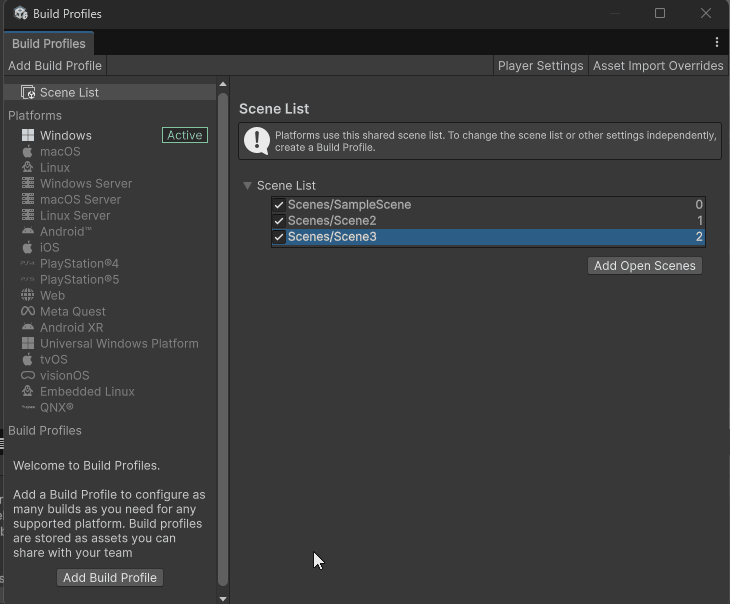 Build Profiles
Build Profiles
Add Build Profile
Player Settings
Asset Import Overrides
Scene List
Platforms
Windows
Active
macOS
Linux
Windows Server
macOS Server
Linux Server
Android™
iOS
PlayStation®4
PlayStation®5
Web
Meta Quest
Android XR
Universal Windows Platform
tvOS
visionOS
Embedded Linux
QNX®
Build Profiles
Welcome to Build Profiles.
Add a Build Profile to configure as
many builds as you need for any
supported platform. Build profiles
are stored as assets you can
share with your team
Add Build Profile
Scene List
Platforms use this shared scene list. To change the scene list or other settings independently,
create a Build Profile.
Scene List
Scenes/SampleScene 0
Scenes/Scene2 1
Scenes/Scene3 2
Add Open Scenes